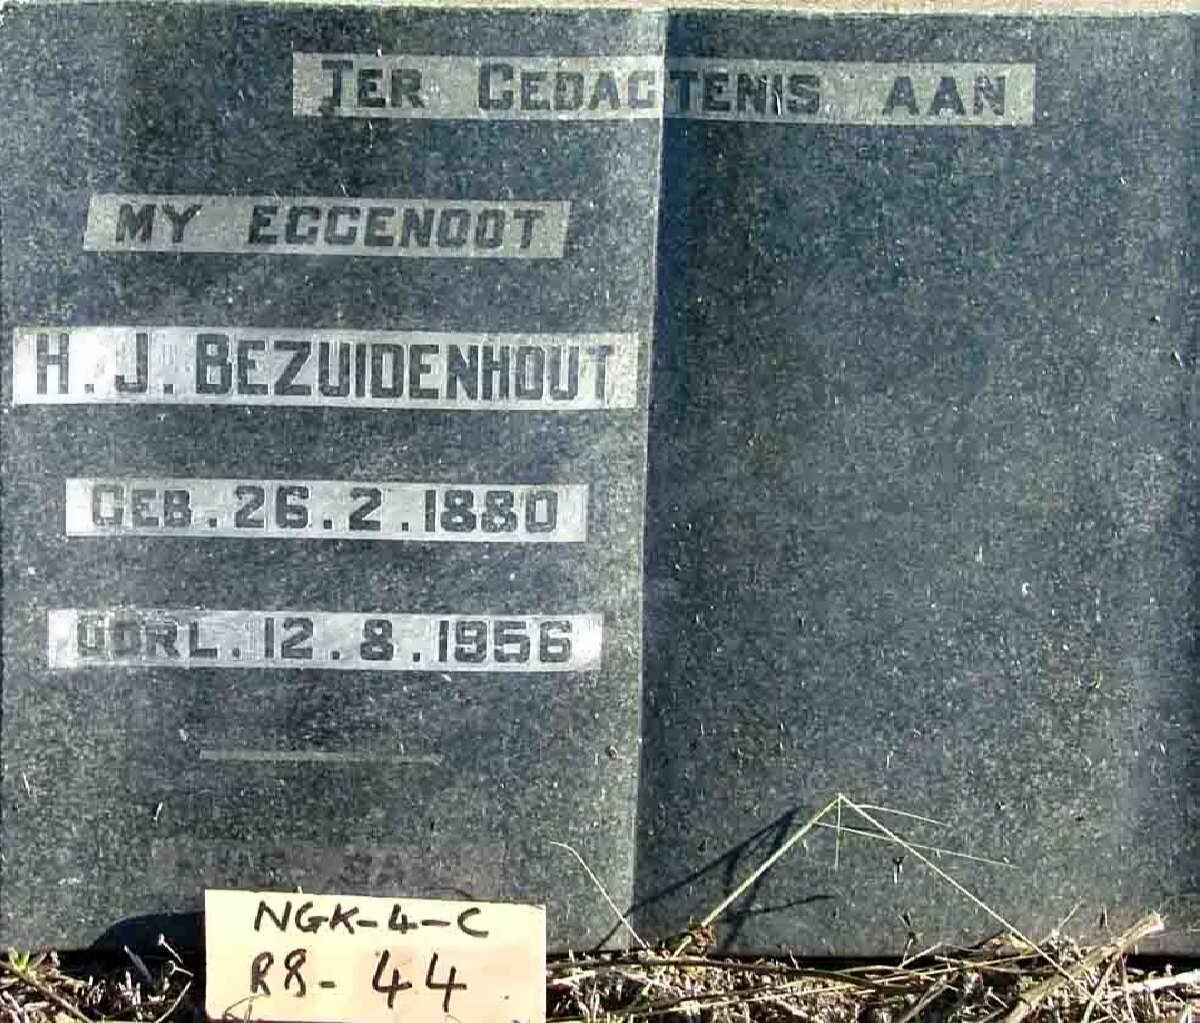 TER GEDAGTENIS AAN
MY EGGENOOT
H. J. BEZUIDENHOUT
GEB. 26.2.1880
OORL. 12.8.1956
NGK-4-C
R8-44